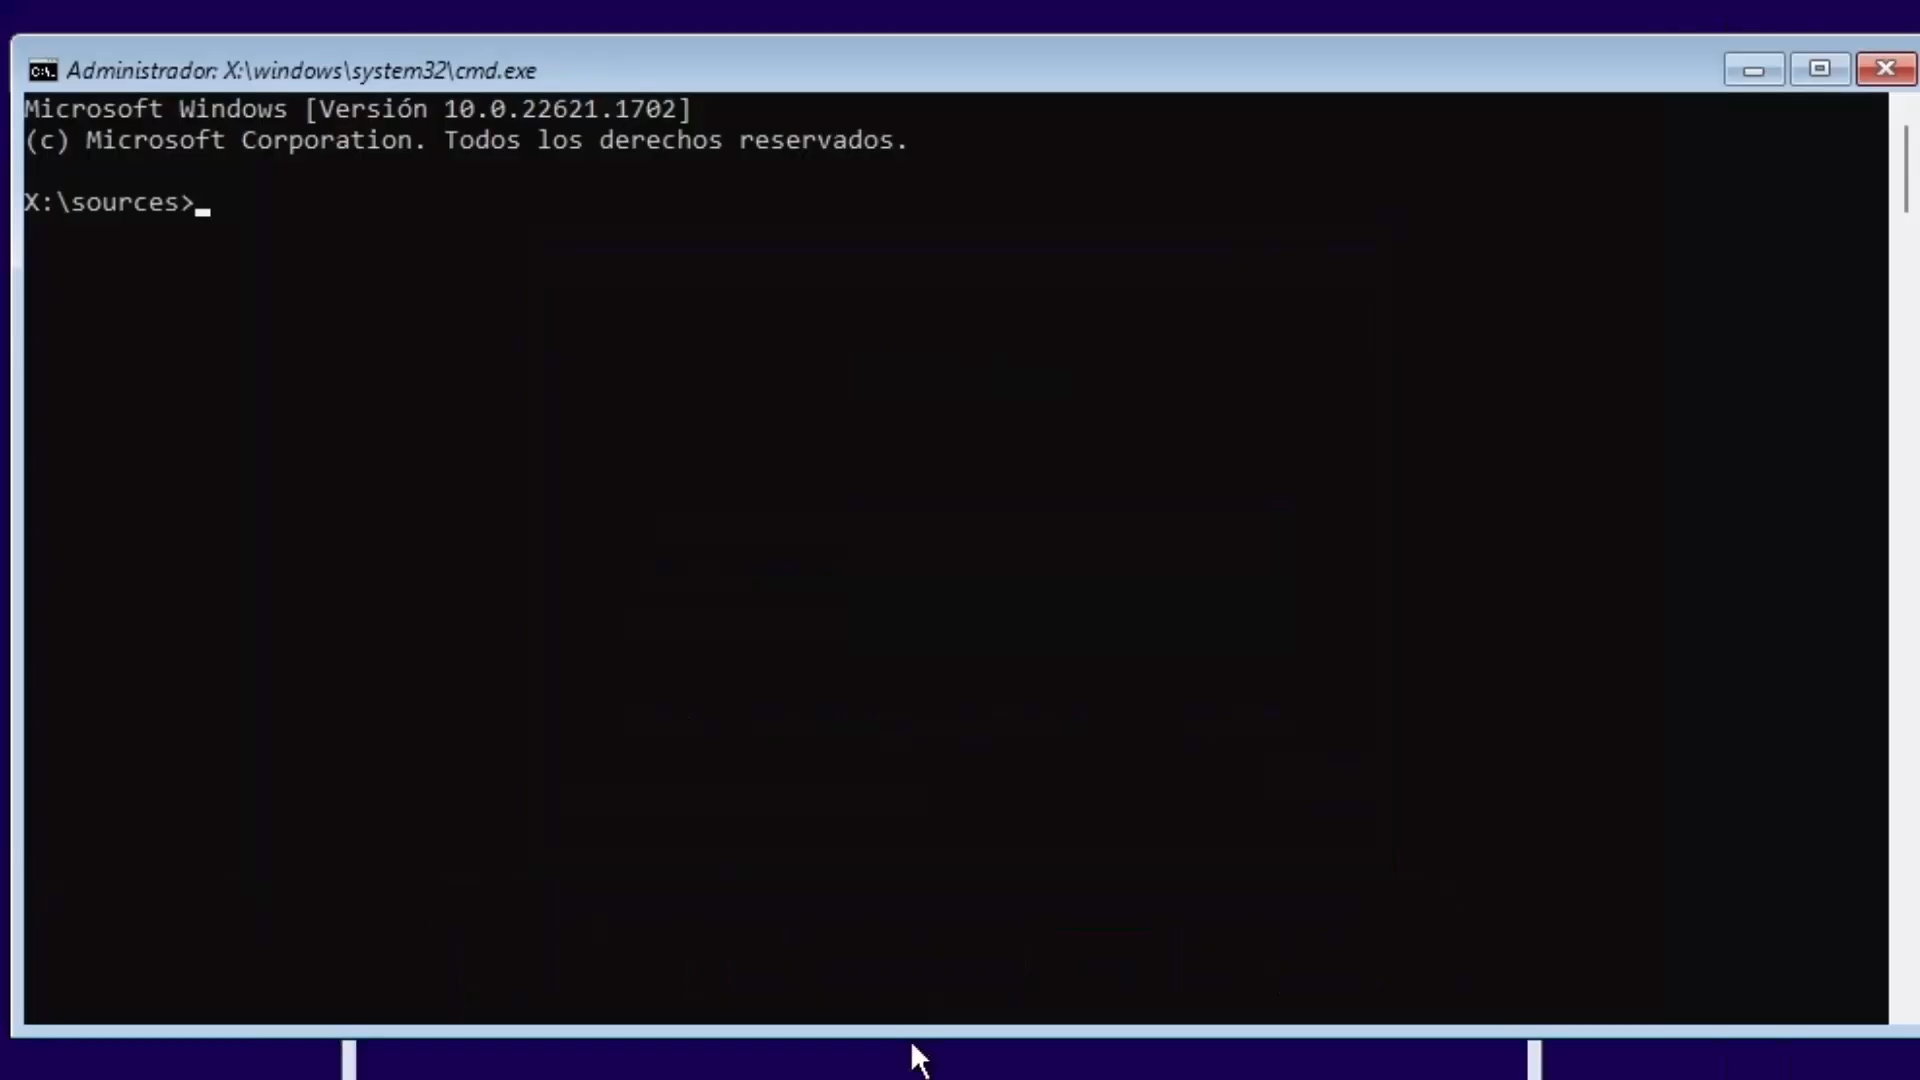 Administrador: X:\windows\system32\cmd.exe
Microsoft Windows [Versión 10.0.22621.1702]
(c) Microsoft Corporation. Todos los derechos reservados.
X:\sources>